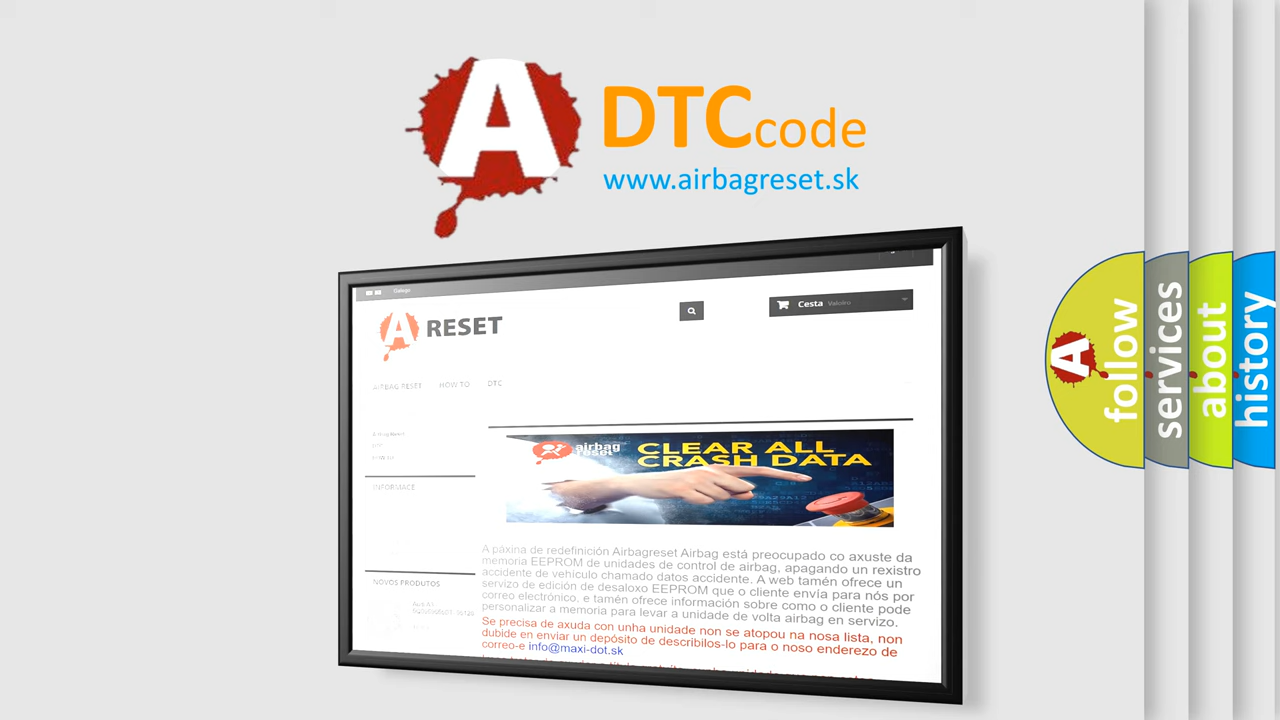 A
DTCcode
www.airbagreset.sk
Galego
A RESET
Cesta Valeiro
AIRBAG RESET HOW TO DTC
INFORMACE
airbag
reset
CLEAR ALL
CRASH DATA
A páxina de redefinición Airbagreset Airbag está preocupado co axuste da
memoria EEPROM de unidades de control de airbag, apagando un rexistro
accidente de vehículo chamado datos accidente. A web tamén ofrece un
servizo de edición de desaloxo EEPROM que o cliente envía para nós por
correo electrónico, e tamén ofrece información sobre como o cliente pode
personalizar a memoria para levar a unidade de volta airbag en servizo.
Se precisa de axuda con unha unidade non se atopou na nosa lista, non
dubide en enviar un depósito de describilos-lo para o noso enderezo de
correo-e info@maxi-dot.sk
NOVOS PRODUTOS
A follow
services
about
history